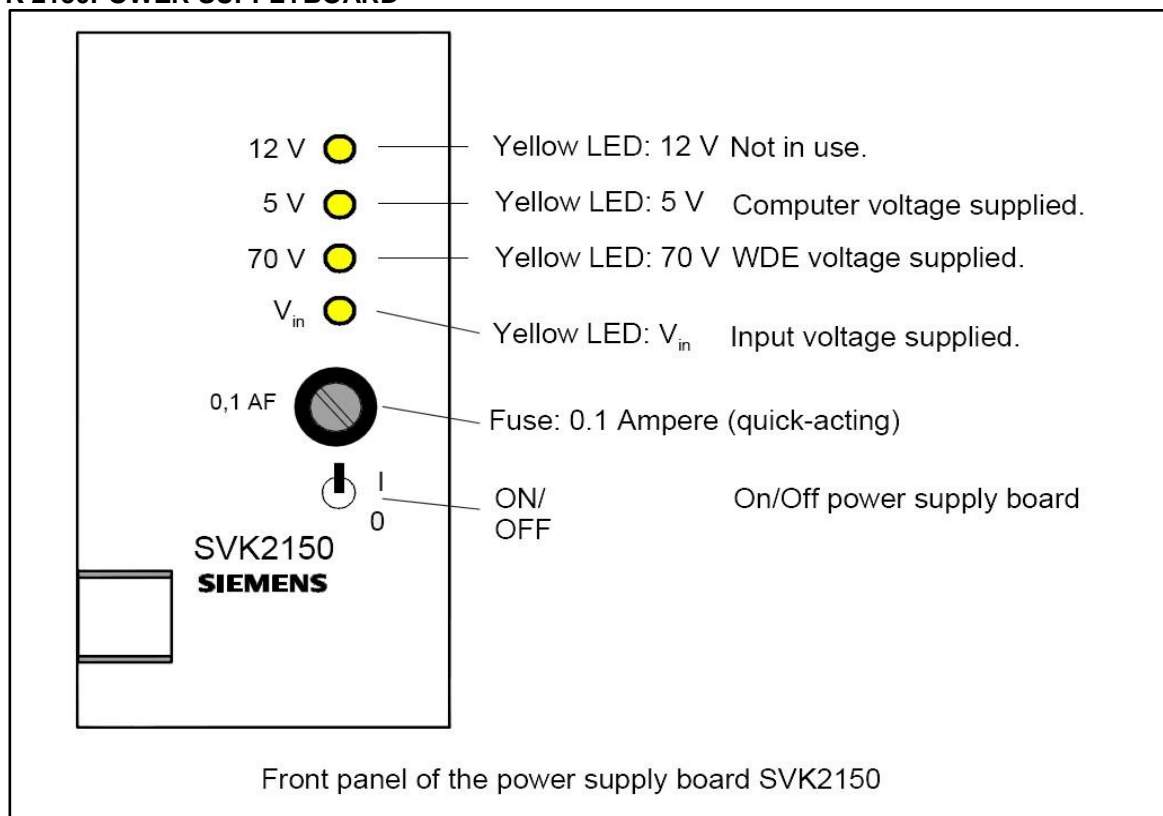 12 V Yellow LED: 12 V Not in use.
5 V Yellow LED: 5 V Computer voltage supplied.
70 V Yellow LED: 70 V WDE voltage supplied.
Vin Yellow LED: Vin Input voltage supplied.
0,1 AF Fuse: 0.1 Ampere (quick-acting)
I ON/ On/Off power supply board
0 OFF
SVK2150
SIEMENS
Front panel of the power supply board SVK2150